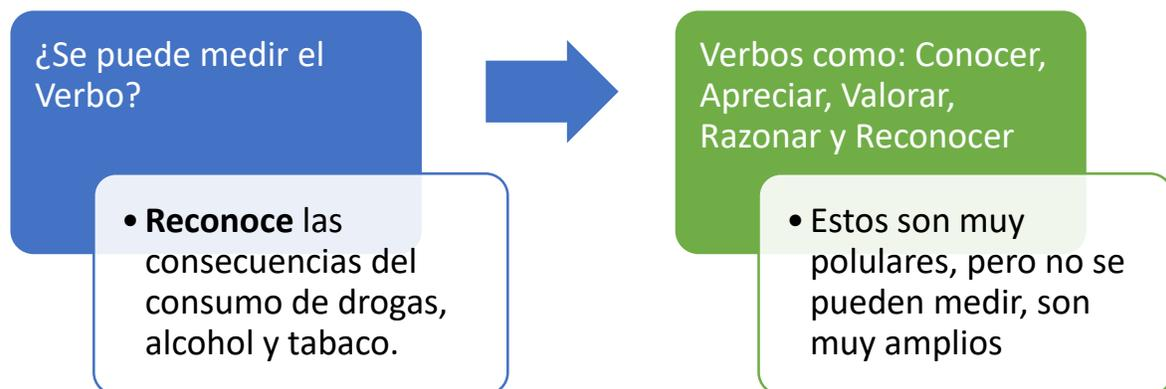 ¿Se puede medir el
Verbo?
• Reconoce las
consecuencias del
consumo de drogas,
alcohol y tabaco.
Verbos como: Conocer,
Apreciar, Valorar,
Razonar y Reconocer
• Estos son muy
polulares, pero no se
pueden medir, son
muy amplios